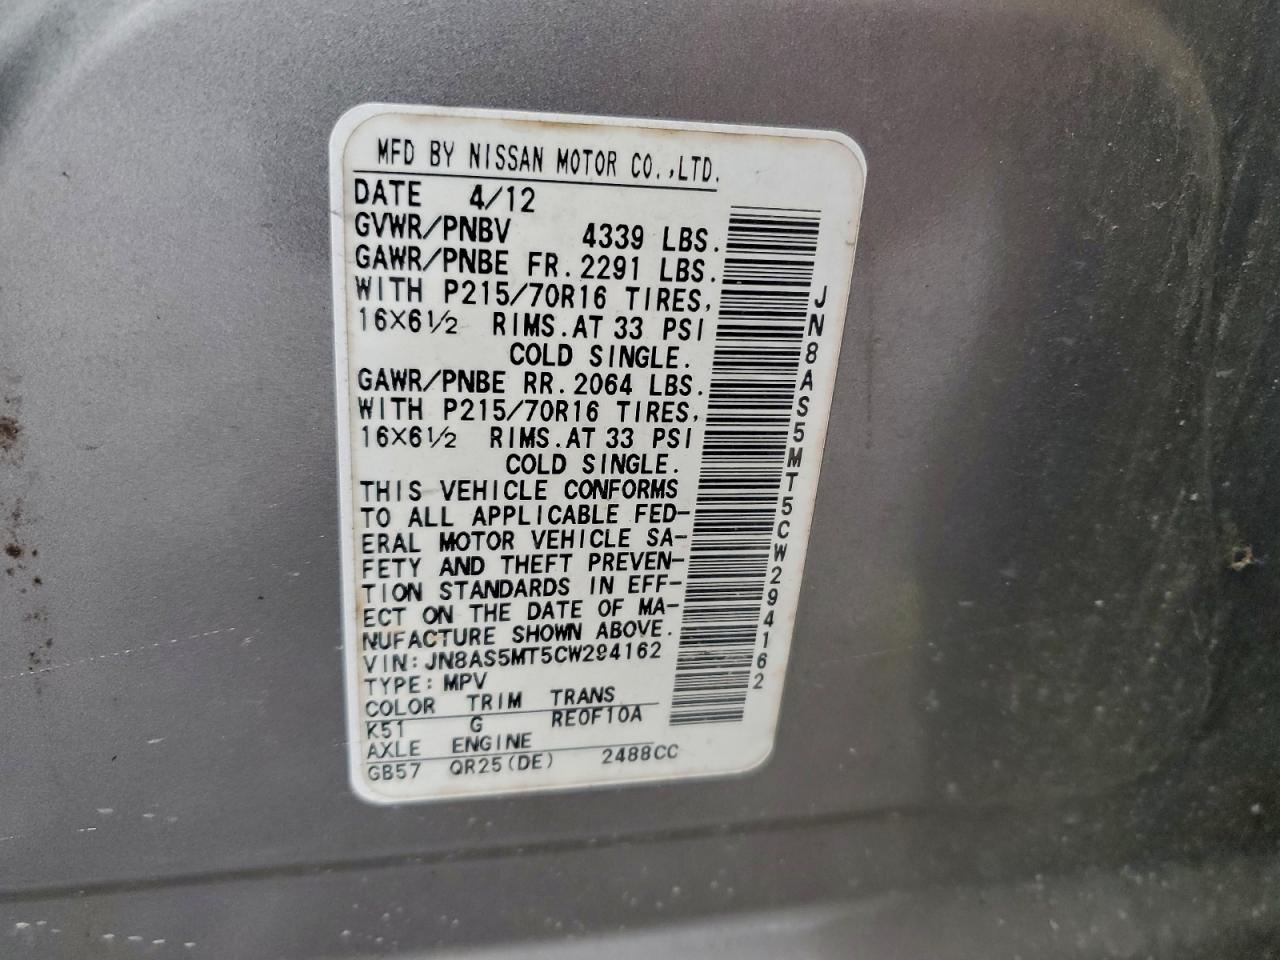 MFD BY NISSAN MOTOR CO.,LTD.
DATE 4/12
GVWR/PNBV 4339 LBS.
GAWR/PNBE FR.2291 LBS.
WITH P215/70R16 TIRES,
16X6½ RIMS.AT 33 PSI
COLD SINGLE.
GAWR/PNBE RR.2064 LBS.
WITH P215/70R16 TIRES,
16X6½ RIMS.AT 33 PSI
COLD SINGLE.
THIS VEHICLE CONFORMS
TO ALL APPLICABLE FED-
ERAL MOTOR VEHICLE SA-
FETY AND THEFT PREVEN-
TION STANDARDS IN EFF-
ECT ON THE DATE OF MA-
NUFACTURE SHOWN ABOVE.
VIN:JN8AS5MT5CW294162
TYPE:MPV
COLOR TRIM TRANS
K51 G RE0F10A
AXLE ENGINE
GB57 QR25(DE) 2488CC
JN8AS5MT5CW294162